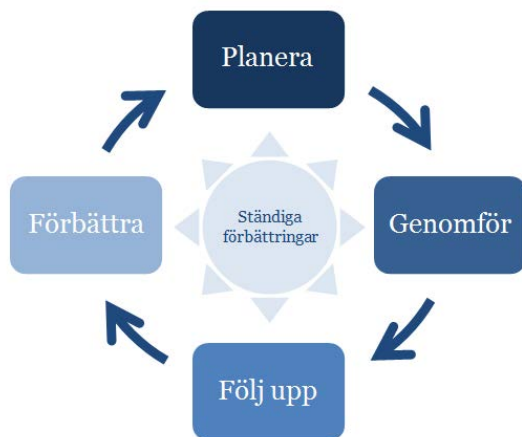 Planera
Förbättra
Ständiga
förbättringar
Genomför
Följ upp